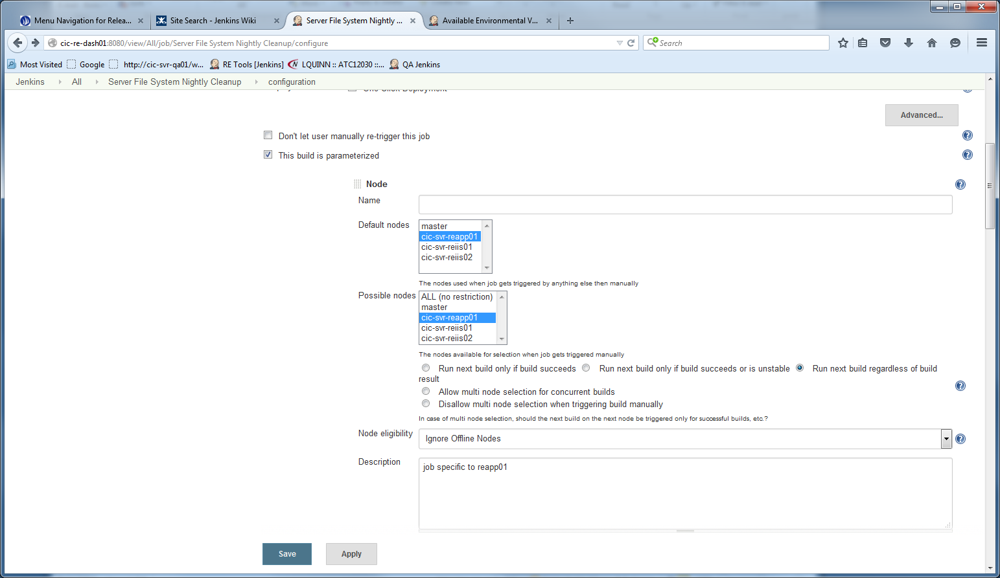 Menu Navigation for Relea...
Site Search - Jenkins Wiki
Server File System Nightly ...
Available Environmental V...
cic-re-dash01:8080/view/All/job/Server File System Nightly Cleanup/configure
Search
Most Visited
Google
http://cic-svr-qa01/w...
RE Tools [Jenkins]
LQUINN :: ATC12030 ::...
QA Jenkins
Jenkins
All
Server File System Nightly Cleanup
configuration
One-Click Deployment
Advanced...
Don't let user manually re-trigger this job
This build is parameterized
Node
Name
Default nodes
master
cic-svr-reapp01
cic-svr-reiis01
cic-svr-reiis02
The nodes used when job gets triggered by anything else then manually
Possible nodes
ALL (no restriction)
master
cic-svr-reapp01
cic-svr-reiis01
cic-svr-reiis02
The nodes available for selection when job gets triggered manually
Run next build only if build succeeds
Run next build only if build succeeds or is unstable
Run next build regardless of build
result
Allow multi node selection for concurrent builds
Disallow multi node selection when triggering build manually
In case of multi node selection, should the next build on the next node be triggered only for successful builds, etc.?
Node eligibility
Ignore Offline Nodes
Description
job specific to reapp01
Save
Apply